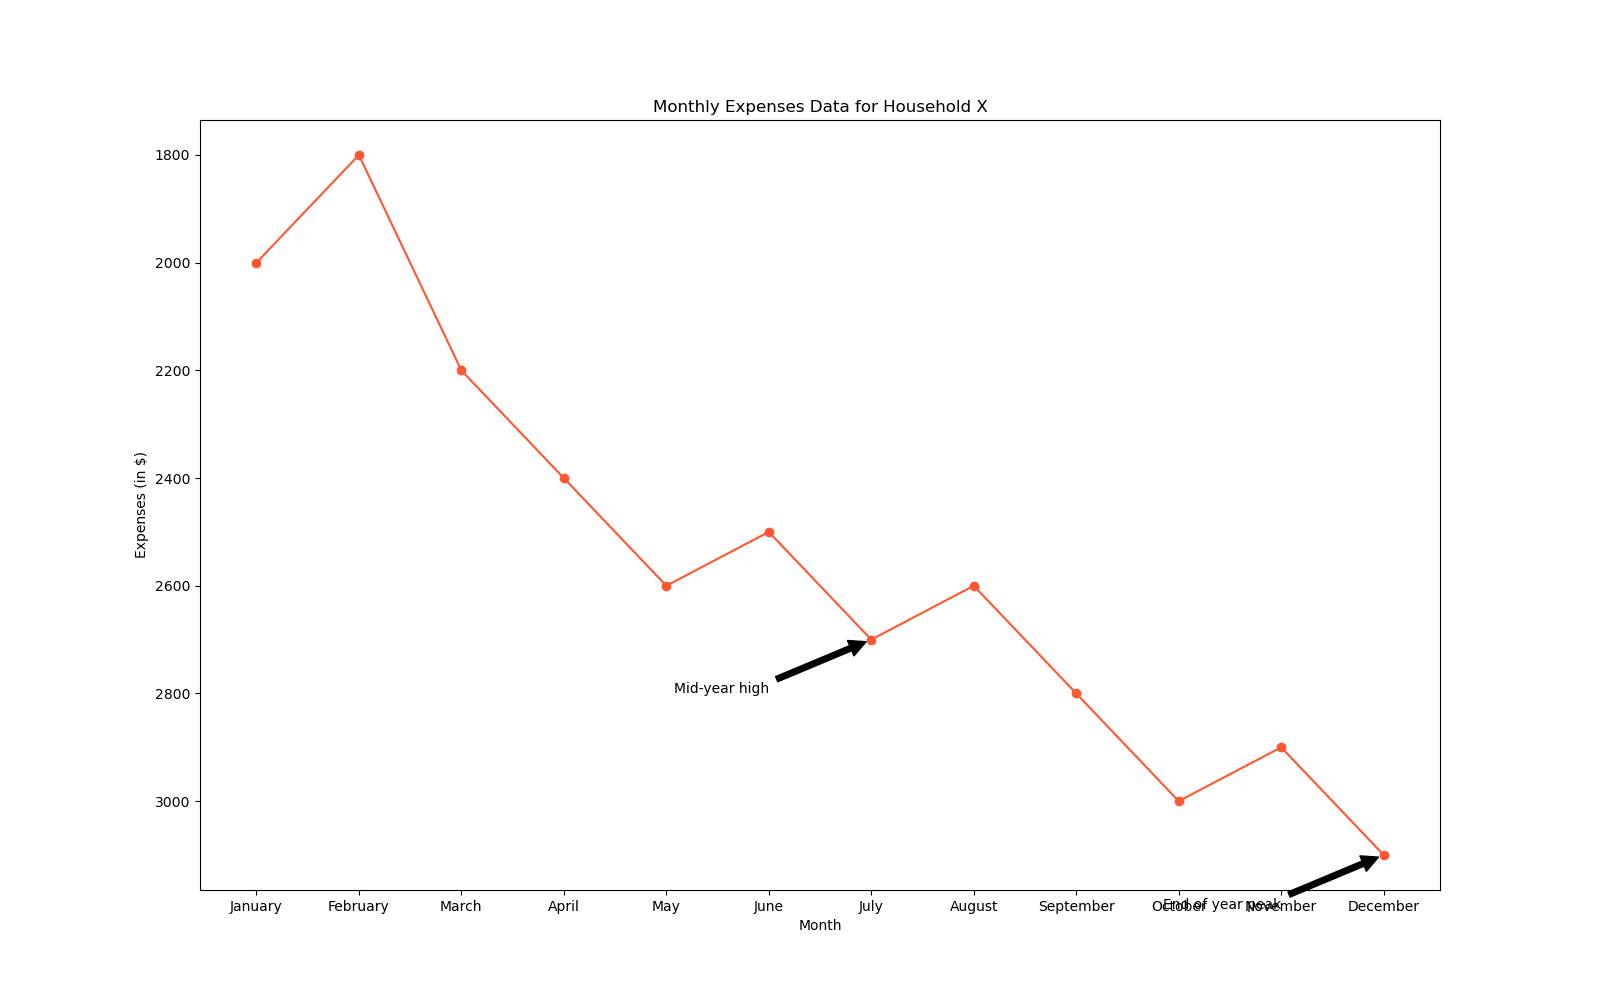 Monthly Expenses Data for Household X
1800
2000
2200
2400
2600
2800
3000
Expenses (in $)
Mid-year high
End of year peak
January February March April May June July August September October November December
Month